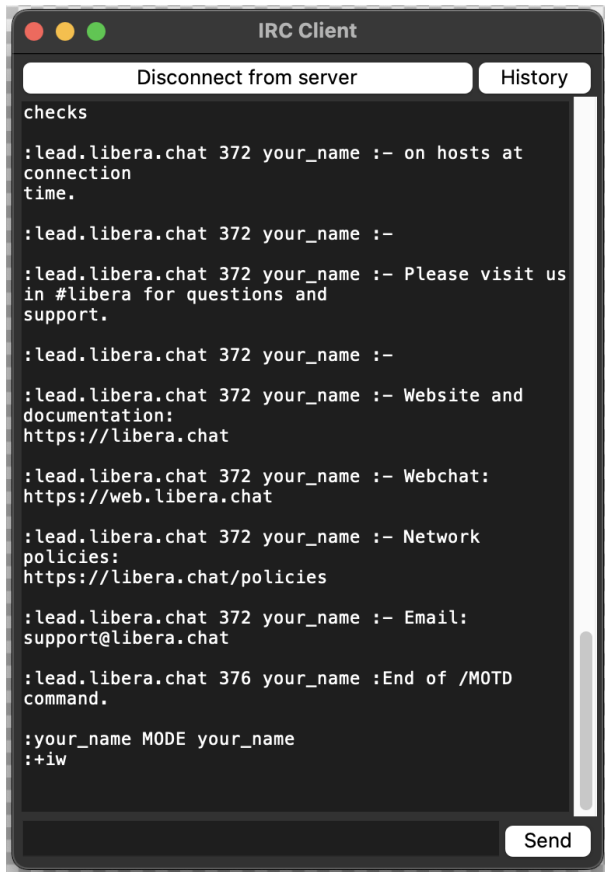 IRC Client
Disconnect from server
History
checks
:lead.libera.chat 372 your_name :– on hosts at
connection
time.
:lead.libera.chat 372 your_name :–
:lead.libera.chat 372 your_name :– Please visit us
in #libera for questions and
support.
:lead.libera.chat 372 your_name :–
:lead.libera.chat 372 your_name :– Website and
documentation:
https://libera.chat
:lead.libera.chat 372 your_name :– Webchat:
https://web.libera.chat
:lead.libera.chat 372 your_name :– Network
policies:
https://libera.chat/policies
:lead.libera.chat 372 your_name :– Email:
support@libera.chat
:lead.libera.chat 376 your_name :End of /MOTD
command.
:your_name MODE your_name
:+iw
Send